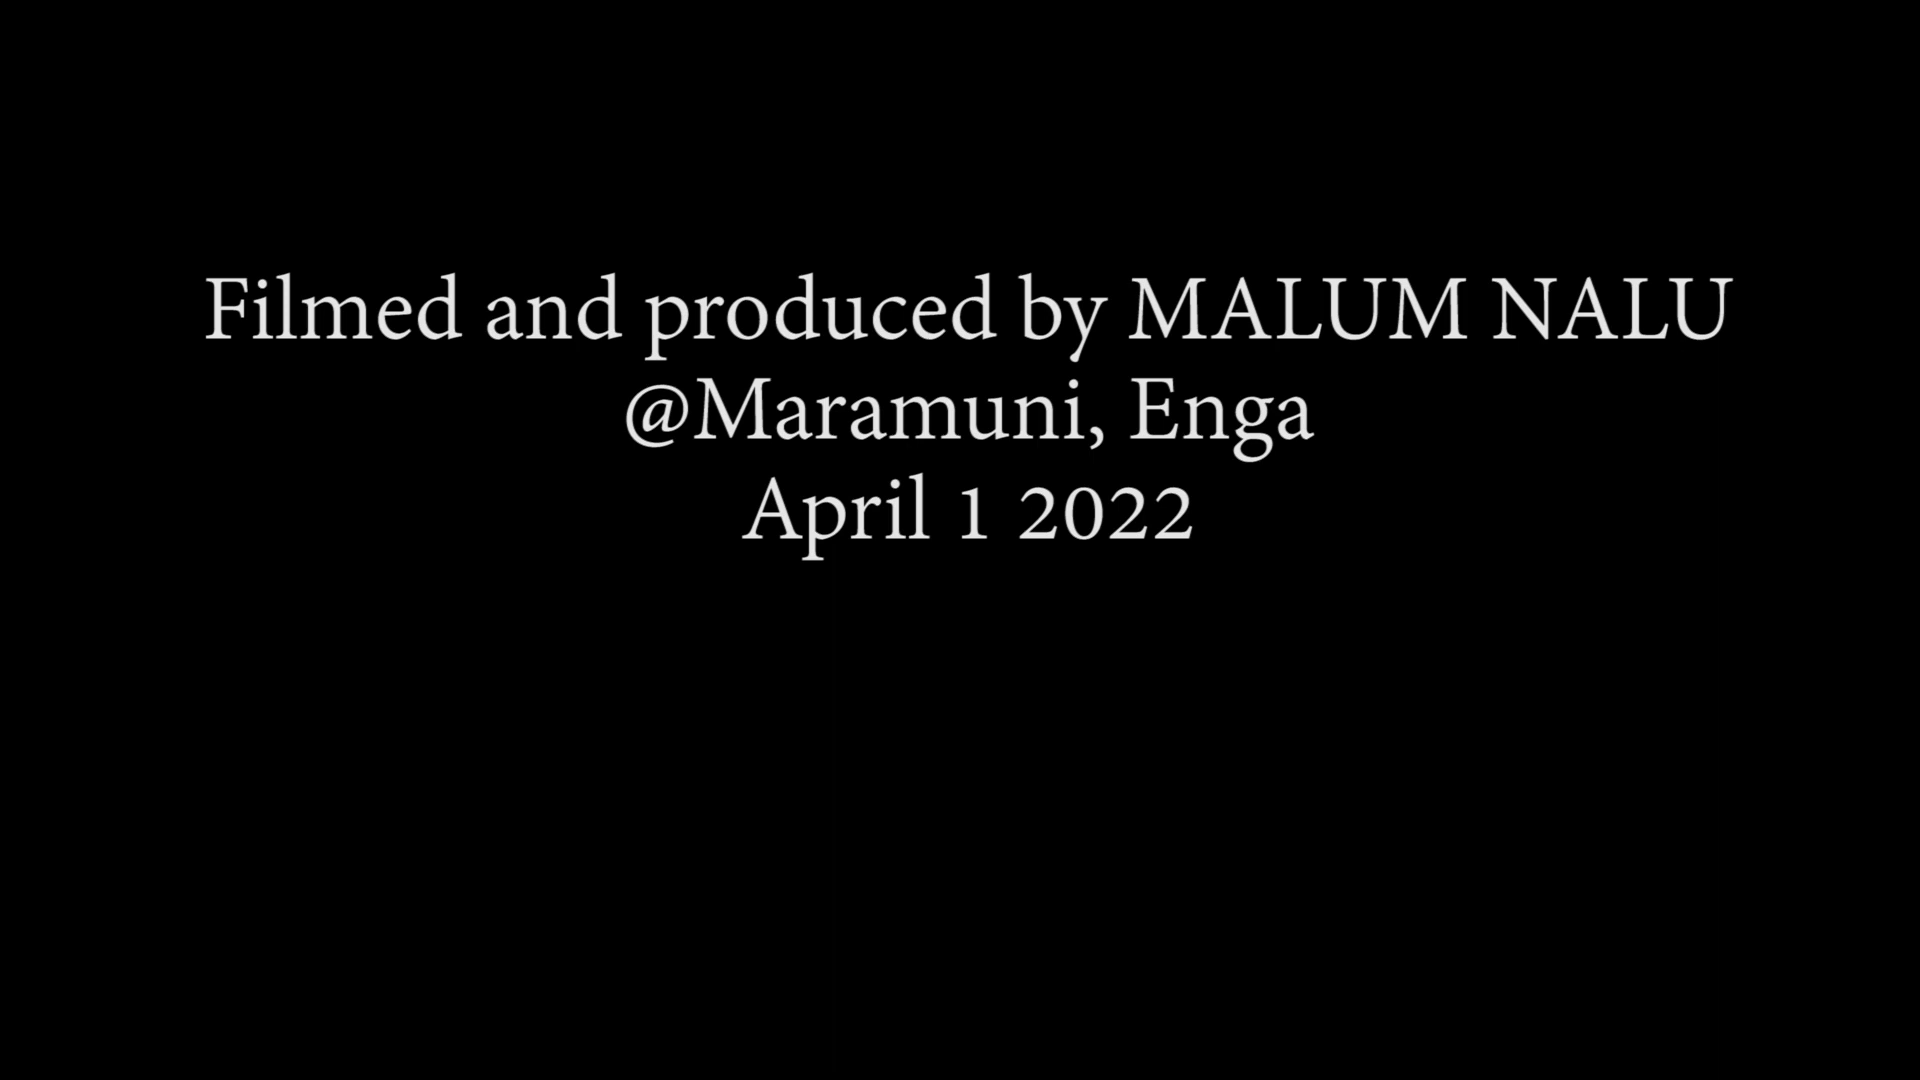 Filmed and produced by MALUM NALU
@Maramuni, Enga
April 1 2022